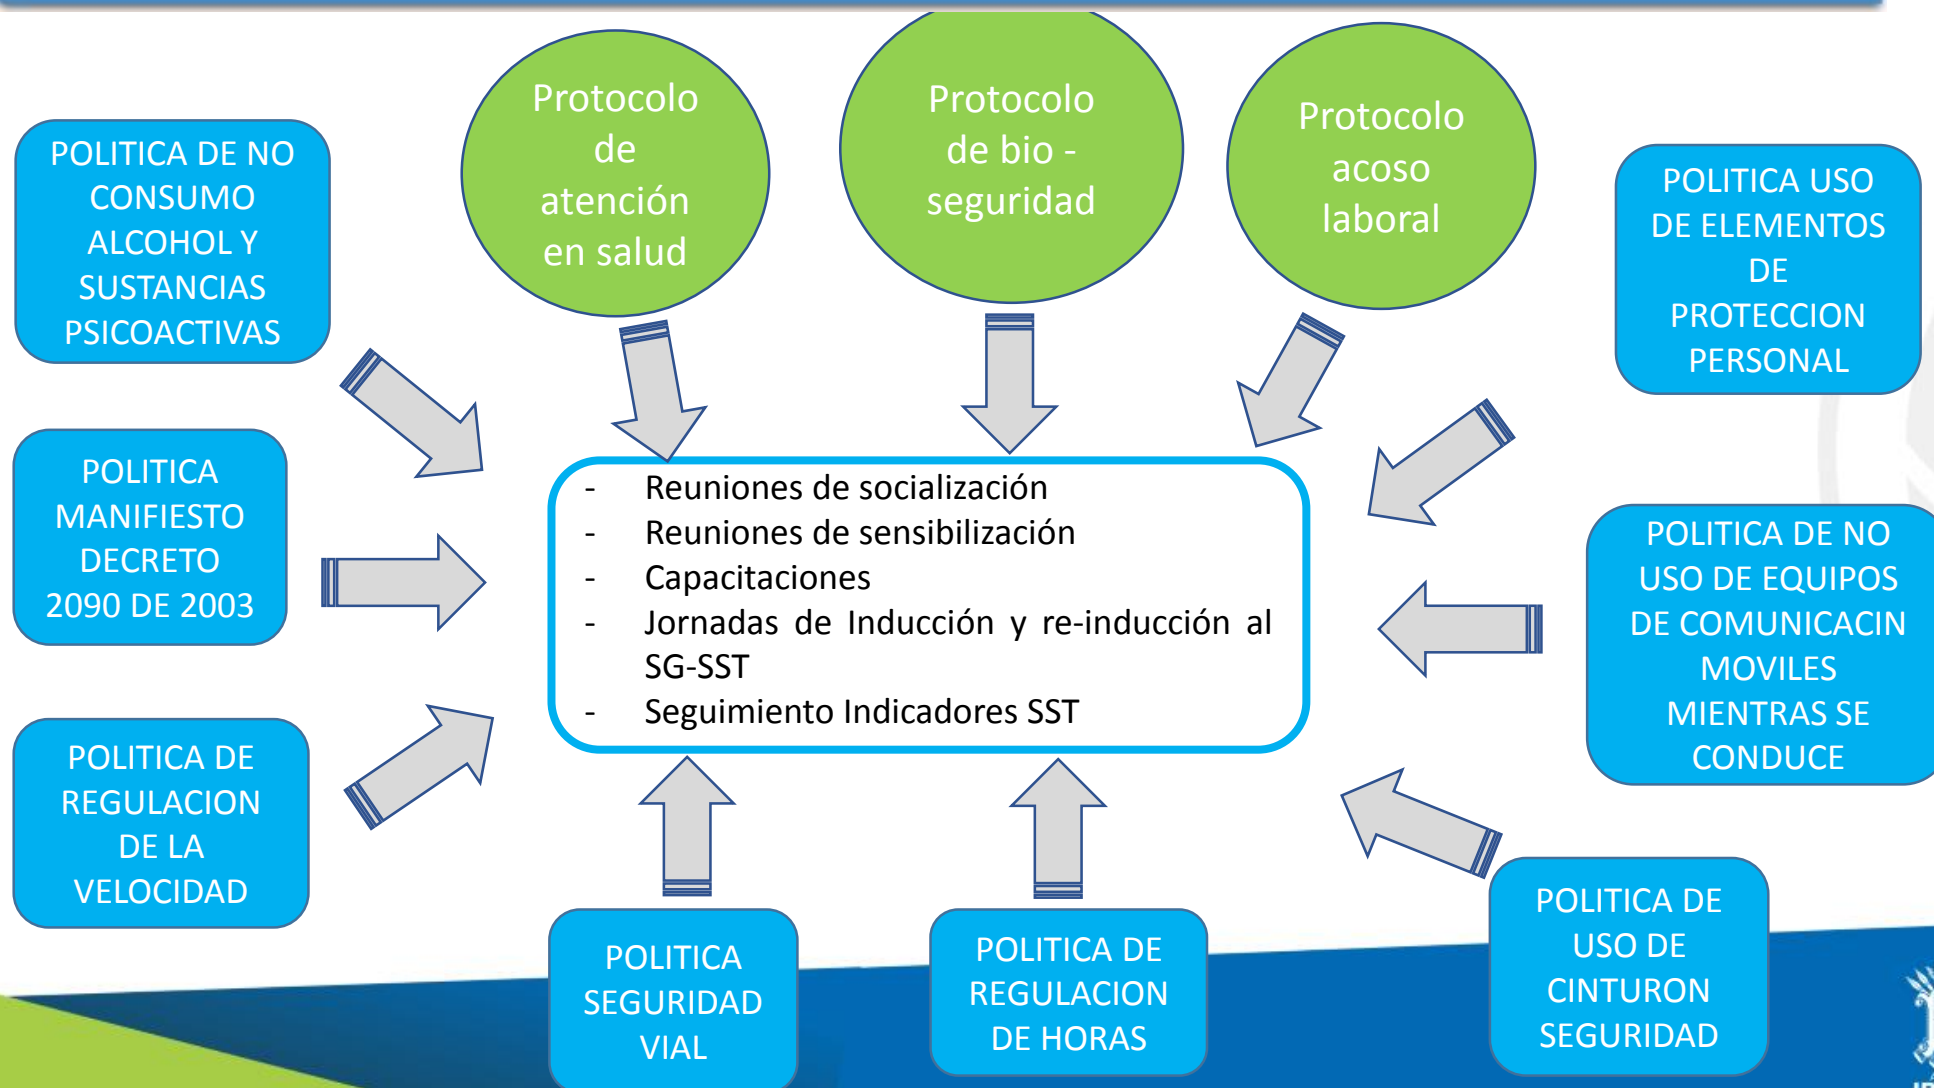 Protocolo
de
atención
en salud
Protocolo
de bio -
seguridad
Protocolo
acoso
laboral
POLITICA DE NO
CONSUMO
ALCOHOL Y
SUSTANCIAS
PSICOACTIVAS
POLITICA USO
DE ELEMENTOS
DE
PROTECCION
PERSONAL
POLITICA
MANIFIESTO
DECRETO
2090 DE 2003
- Reuniones de socialización
- Reuniones de sensibilización
- Capacitaciones
- Jornadas de Inducción y re-inducción al
SG-SST
- Seguimiento Indicadores SST
POLITICA DE NO
USO DE EQUIPOS
DE COMUNICACIN
MOVILES
MIENTRAS SE
CONDUCE
POLITICA DE
REGULACION
DE LA
VELOCIDAD
POLITICA
SEGURIDAD
VIAL
POLITICA DE
REGULACION
DE HORAS
POLITICA DE
USO DE
CINTURON
SEGURIDAD